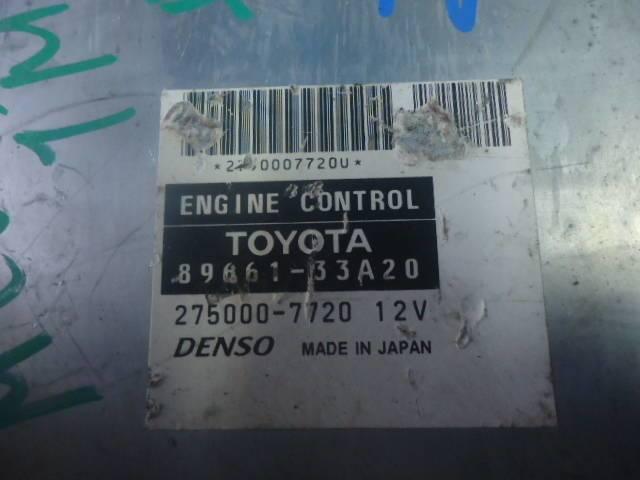 ENGINE CONTROL
TOYOTA
89661-33A20
275000-7720 12V
DENSO MADE IN JAPAN